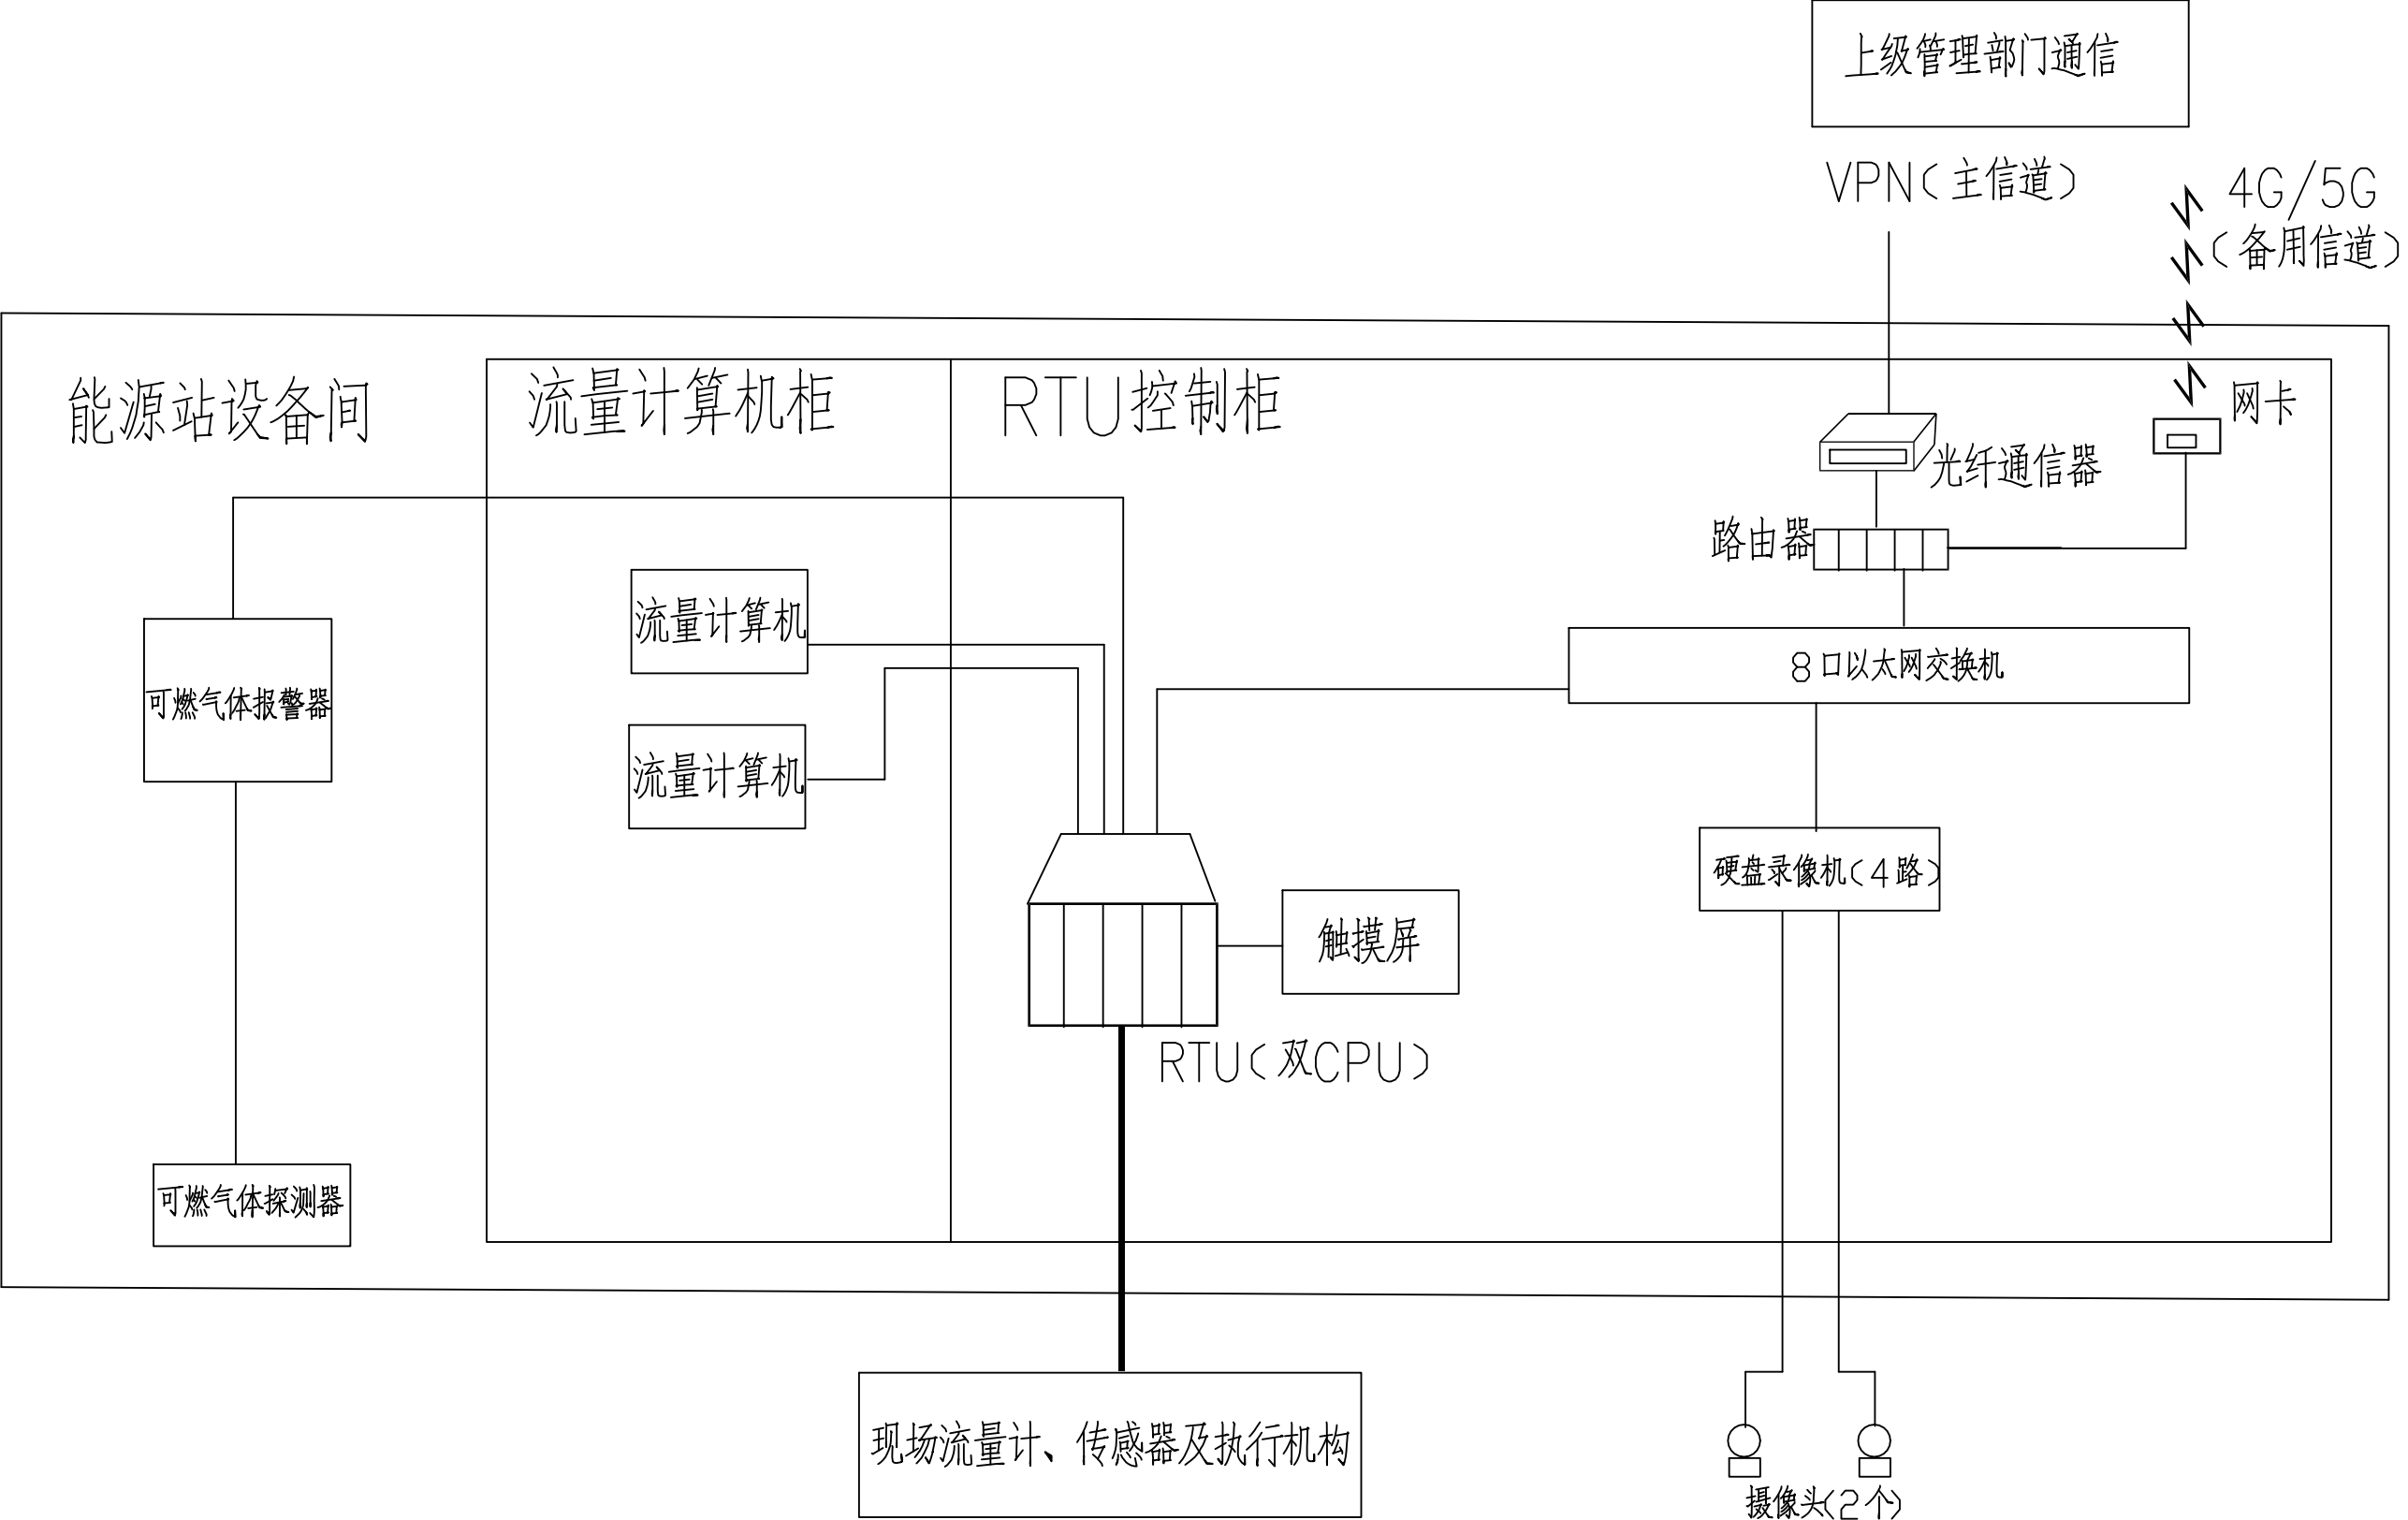 上级管理部门通信
VPN(主信道)
4G/5G
(备用信道)
能源站设备间
流量计算机柜
RTU控制柜
网卡
光纤通信器
路由器
流量计算机
8口以太网交换机
可燃气体报警器
流量计算机
硬盘录像机(4路)
触摸屏
RTU(双CPU)
可燃气体探测器
现场流量计、传感器及执行机构
摄像头(2个)